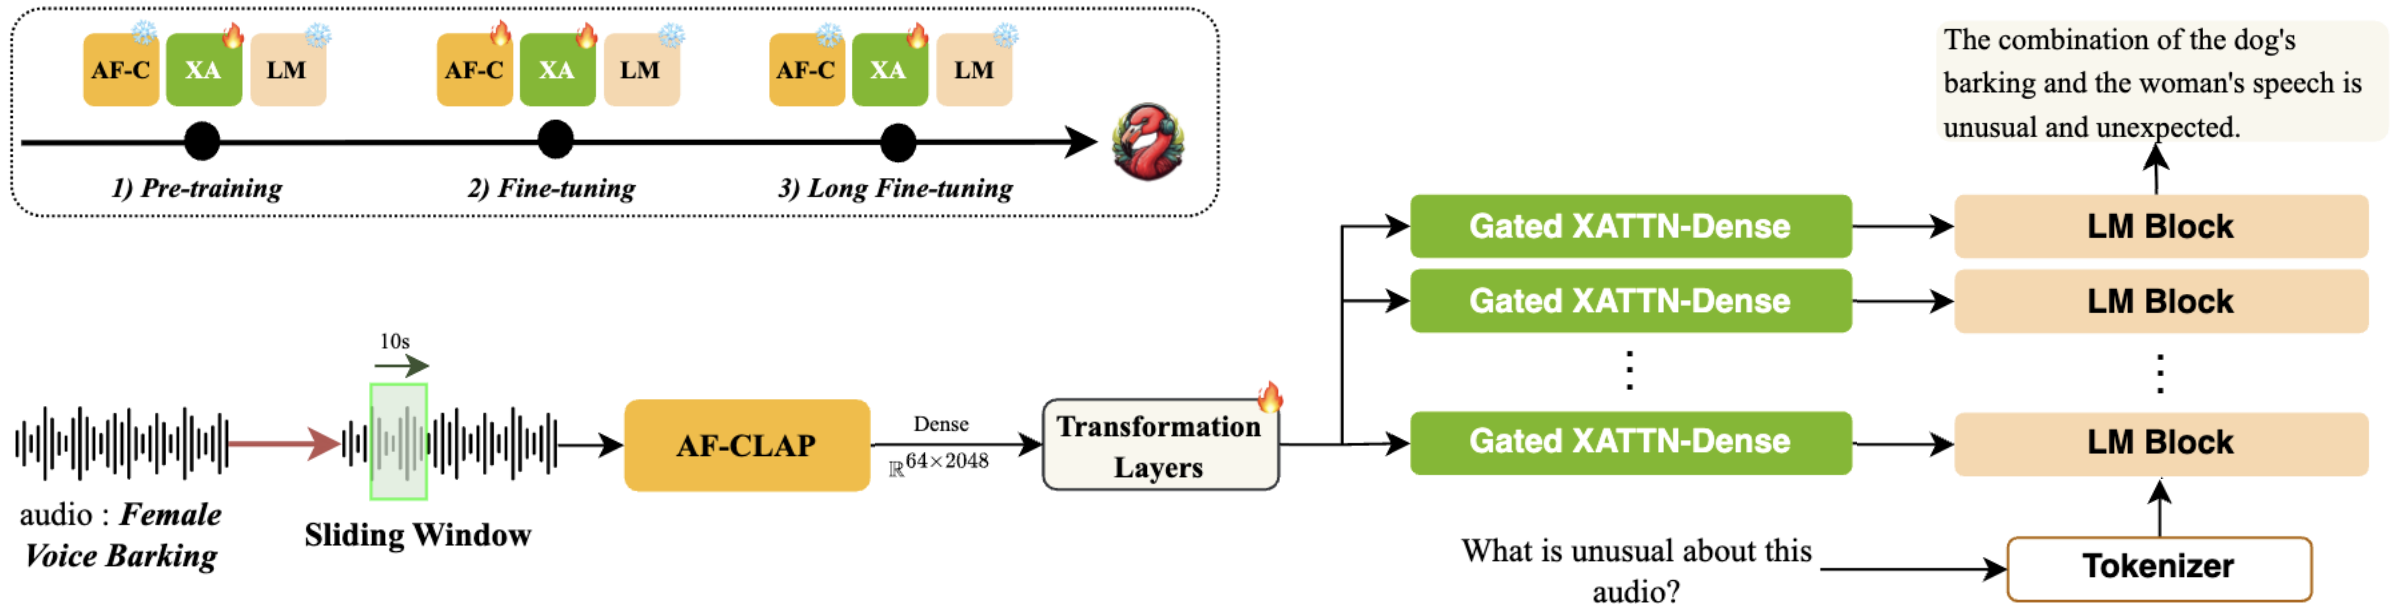 AF-C XA LM
AF-C XA LM
AF-C XA LM
1) Pre-training
2) Fine-tuning
3) Long Fine-tuning
The combination of the dog's
barking and the woman's speech is
unusual and unexpected.
Gated XATTN-Dense
LM Block
Gated XATTN-Dense
LM Block
Gated XATTN-Dense
LM Block
10s
audio : Female
Voice Barking
Sliding Window
AF-CLAP
Dense
ℝ^{64×2048}
Transformation
Layers
What is unusual about this
audio?
Tokenizer